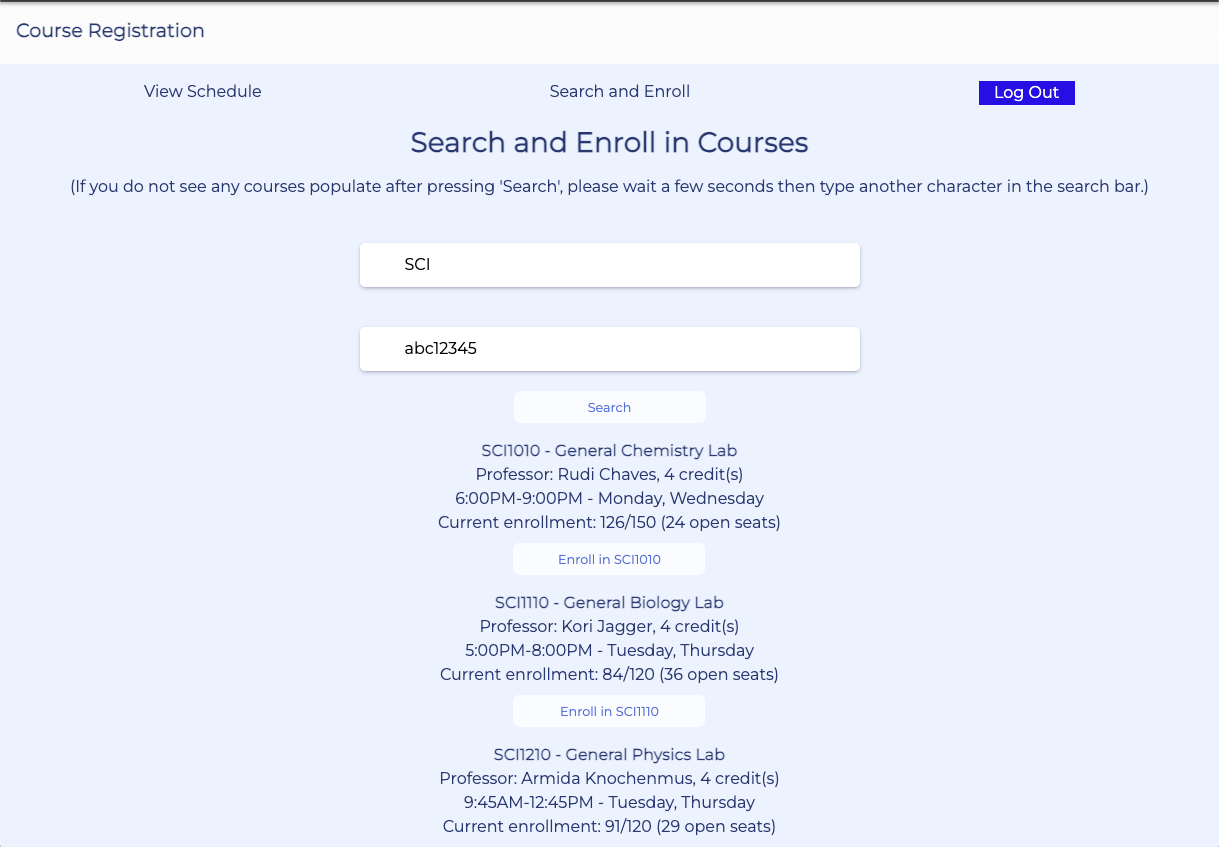 Course Registration
View Schedule
Search and Enroll
Log Out
Search and Enroll in Courses
(If you do not see any courses populate after pressing 'Search', please wait a few seconds then type another character in the search bar.)
SCI
abc12345
Search
SCI1010 - General Chemistry Lab
Professor: Rudi Chaves, 4 credit(s)
6:00PM-9:00PM - Monday, Wednesday
Current enrollment: 126/150 (24 open seats)
Enroll in SCI1010
SCI1110 - General Biology Lab
Professor: Kori Jagger, 4 credit(s)
5:00PM-8:00PM - Tuesday, Thursday
Current enrollment: 84/120 (36 open seats)
Enroll in SCI1110
SCI1210 - General Physics Lab
Professor: Armida Knochenmus, 4 credit(s)
9:45AM-12:45PM - Tuesday, Thursday
Current enrollment: 91/120 (29 open seats)